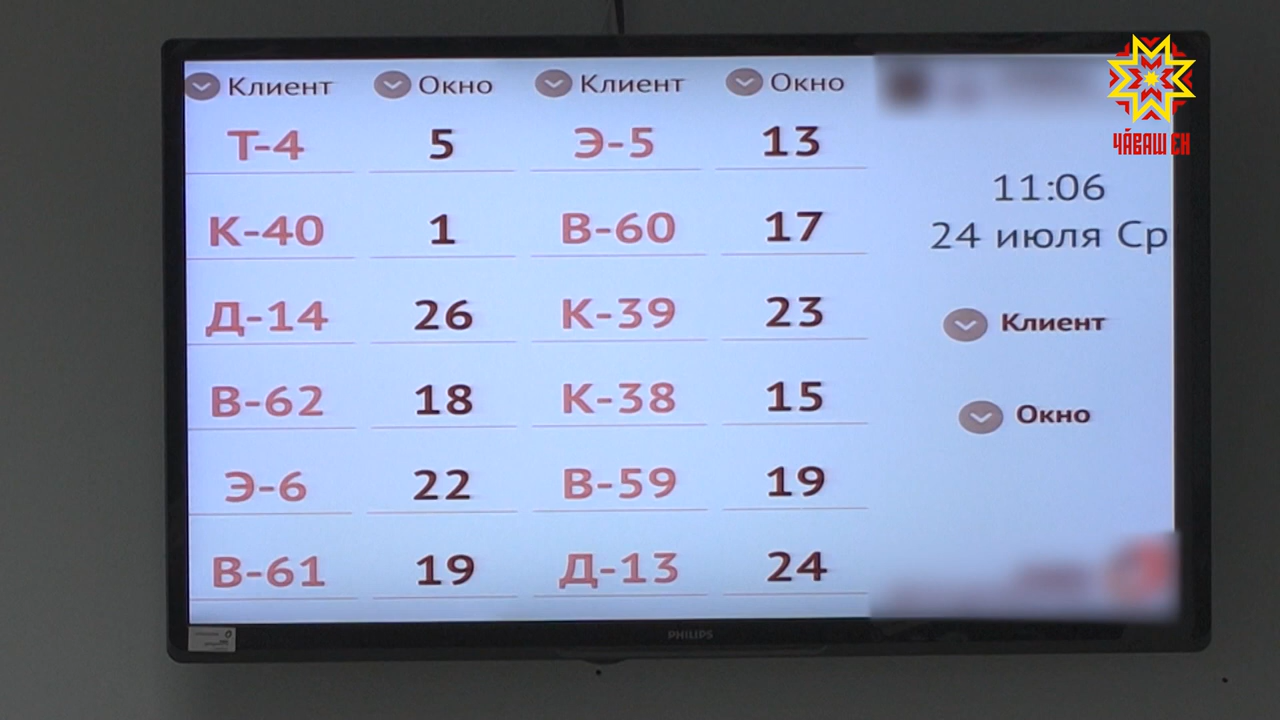 Клиент Окно Клиент Окно
Т-4 5 Э-5 13
К-40 1 В-60 17
Д-14 26 К-39 23
В-62 18 К-38 15
Э-6 22 В-59 19
В-61 19 Д-13 24
11:06
24 июля Ср
Клиент
Окно
ЧĂВАШ ЕН
PHILIPS